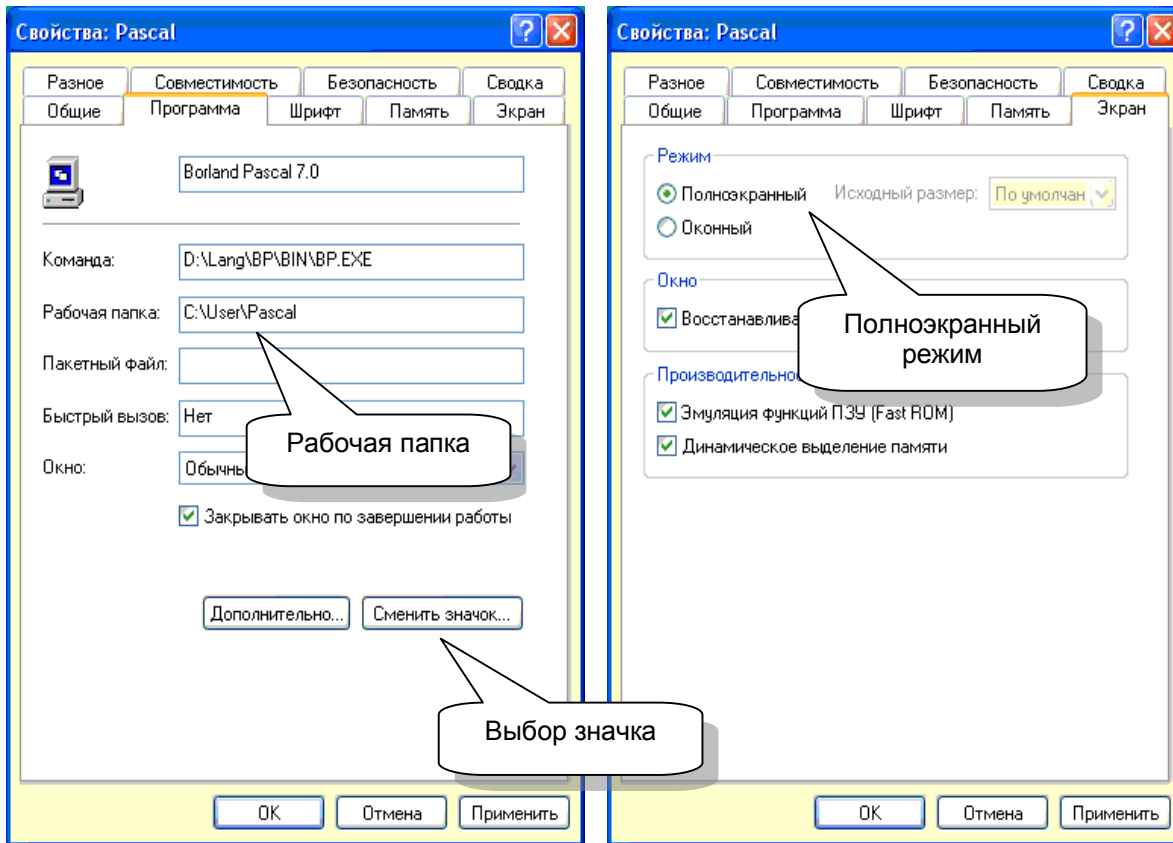 Свойства: Pascal
Разное Совместимость Безопасность Сводка
Общие Программа Шрифт Память Экран
Borland Pascal 7.0
Команда: D:\Lang\BP\BIN\BP.EXE
Рабочая папка: C:\User\Pascal
Пакетный файл:
Быстрый вызов: Нет
Рабочая папка
Окно: Обычны
Закрывать окно по завершении работы
Дополнительно... Сменить значок...
Выбор значка
OK Отмена Применить
Свойства: Pascal
Разное Совместимость Безопасность Сводка
Общие Программа Шрифт Память Экран
Режим
Полноэкранный Исходный размер: По умолчан
Оконный
Окно
Восстанавлива
Полноэкранный
режим
Производительнос
Эмуляция функций ПЗУ (Fast ROM)
Динамическое выделение памяти
OK Отмена Применить